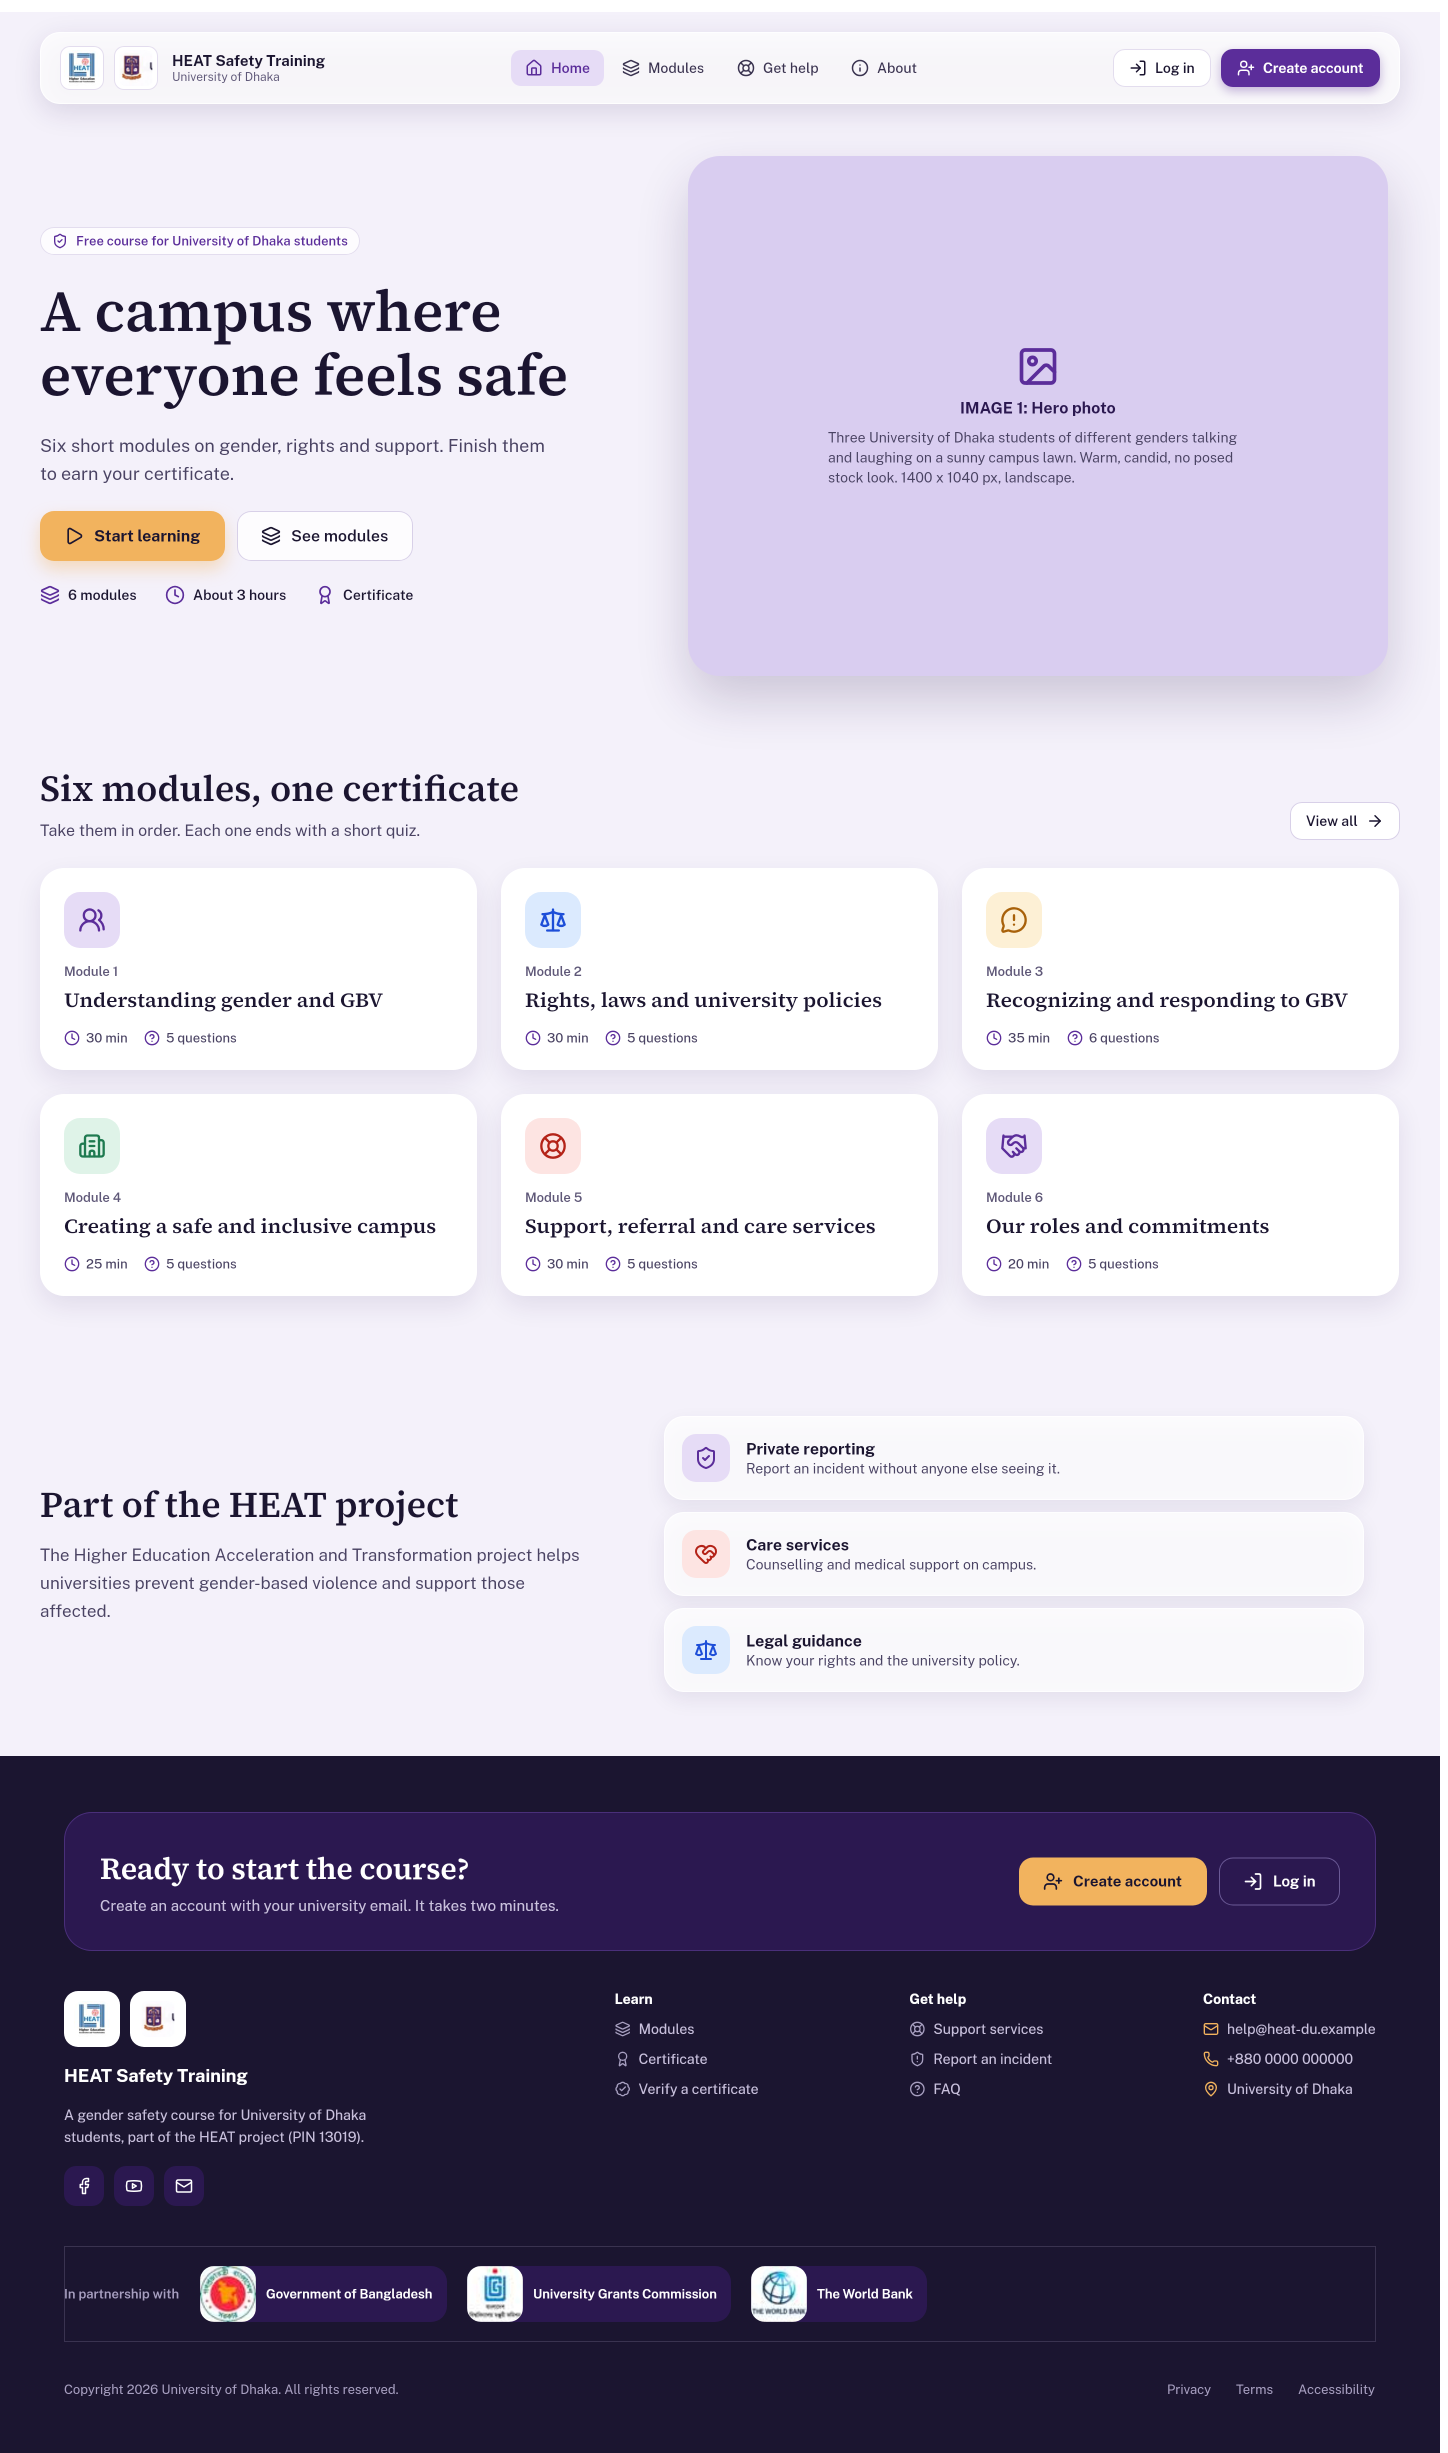 HEAT
HEAT Safety Training
University of Dhaka
Home
Modules
Get help
About
Log in
Create account
Free course for University of Dhaka students
A campus where
everyone feels safe
Six short modules on gender, rights and support. Finish them
to earn your certificate.
Start learning
See modules
6 modules
About 3 hours
Certificate
IMAGE 1: Hero photo
Three University of Dhaka students of different genders talking
and laughing on a sunny campus lawn. Warm, candid, no posed
stock look. 1400 x 1040 px, landscape.
Six modules, one certificate
Take them in order. Each one ends with a short quiz.
View all
Module 1
Understanding gender and GBV
30 min
5 questions
Module 2
Rights, laws and university policies
30 min
5 questions
Module 3
Recognizing and responding to GBV
35 min
6 questions
Module 4
Creating a safe and inclusive campus
25 min
5 questions
Module 5
Support, referral and care services
30 min
5 questions
Module 6
Our roles and commitments
20 min
5 questions
Part of the HEAT project
The Higher Education Acceleration and Transformation project helps
universities prevent gender-based violence and support those
affected.
Private reporting
Report an incident without anyone else seeing it.
Care services
Counselling and medical support on campus.
Legal guidance
Know your rights and the university policy.
Ready to start the course?
Create an account with your university email. It takes two minutes.
Create account
Log in
HEAT
HEAT Safety Training
A gender safety course for University of Dhaka
students, part of the HEAT project (PIN 13019).
Learn
Modules
Certificate
Verify a certificate
Get help
Support services
Report an incident
FAQ
Contact
help@heat-du.example
+880 0000 000000
University of Dhaka
In partnership with
Government of Bangladesh
University Grants Commission
THE WORLD BANK
The World Bank
Copyright 2026 University of Dhaka. All rights reserved.
Privacy
Terms
Accessibility